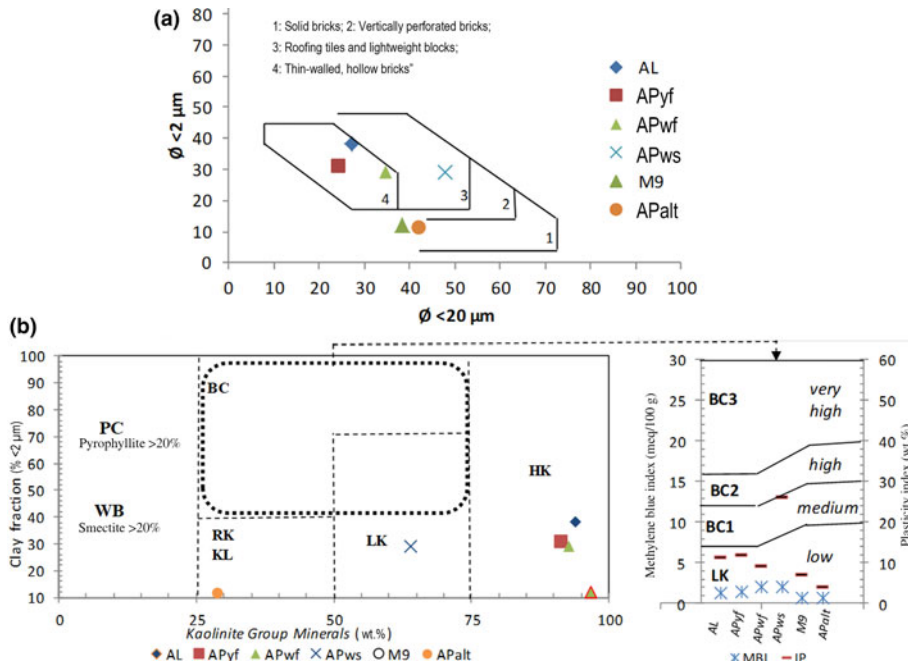 (a)
1: Solid bricks; 2: Vertically perforated bricks;
3: Roofing tiles and lightweight blocks;
4: Thin-walled, hollow bricks"
AL
APyf
APwf
APws
M9
APalt
Ø <2 µm
100
90
80
70
60
50
40
30
20
10
0
4
3
2
1
0 10 20 30 40 50 60 70 80 90 100
Ø <20 µm
(b)
Clay fraction (% <2 µm)
100
90
80
70
60
50
40
30
20
10
PC
Pyrophyllite >20%
WB
Smectite >20%
BC
RK
KL
LK
HK
0 25 50 75 100
Kaolinite Group Minerals (wt.%)
AL APyf APwf APws M9 APalt
Methylene blue index (meq/100 g)
30
25
20
15
10
5
0
BC3
BC2
BC1
LK
very high
high
medium
low
60
50
40
30
20
10
0
Plasticity index (wt.%)
AL APyf APwf APws M9 APalt
MBI IP